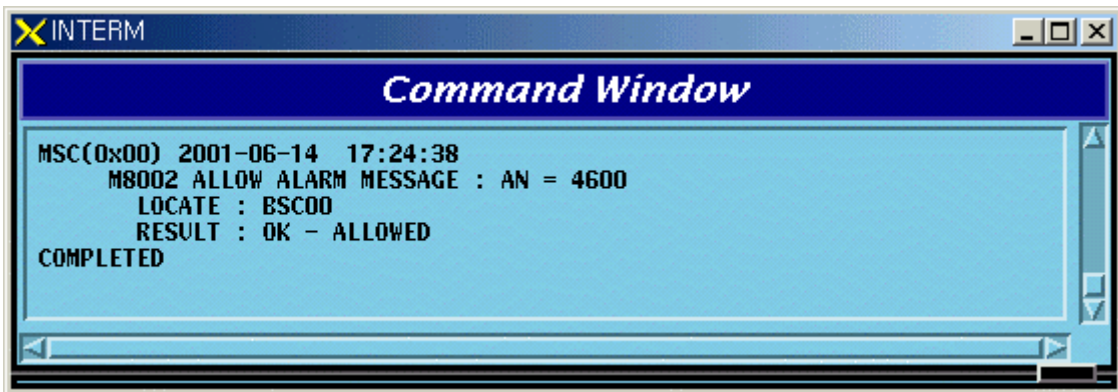 INTERM
Command Window
MSC(0x00) 2001-06-14 17:24:38
M8002 ALLOW ALARM MESSAGE : AN = 4600
LOCATE : BSC00
RESULT : OK - ALLOWED
COMPLETED